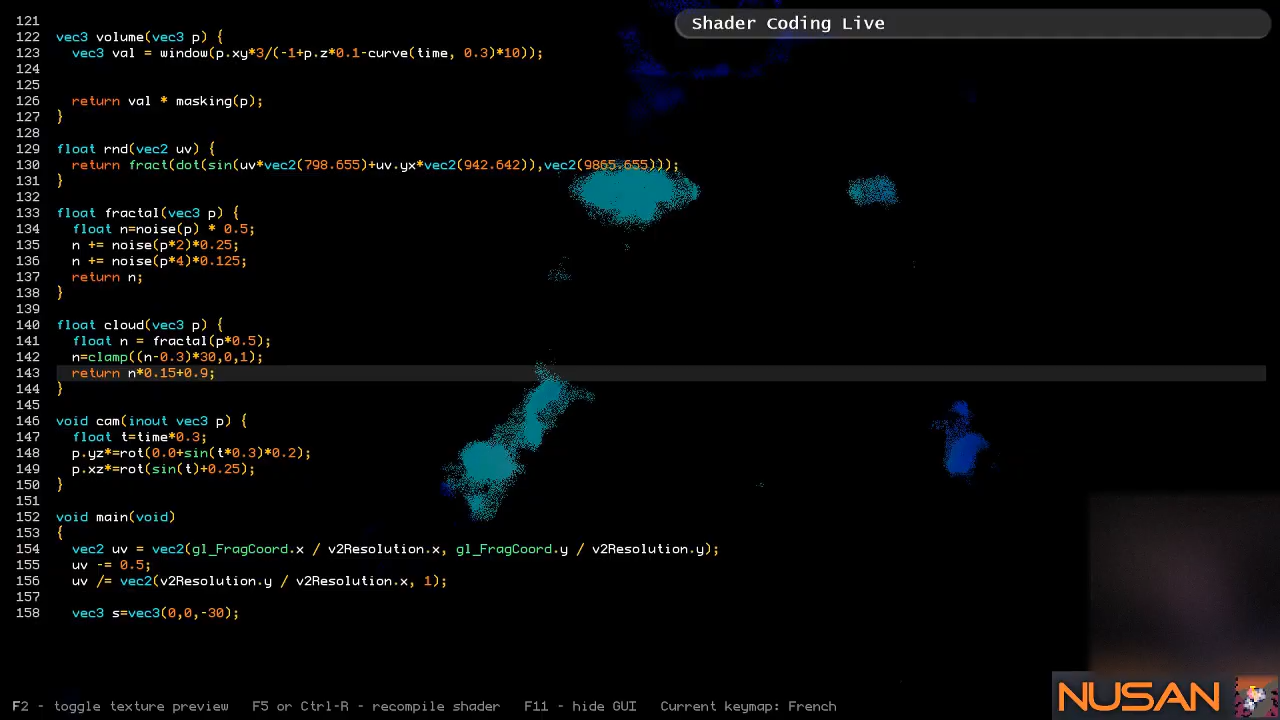 Shader Coding Live
121
122 vec3 volume(vec3 p) {
123   vec3 val = window(p.xy*3/(-1+p.z*0.1-curve(time, 0.3)*10));
124
125
126   return val * masking(p);
127 }
128
129 float rnd(vec2 uv) {
130   return fract(dot(sin(uv*vec2(798.655)+uv.yx*vec2(942.642)),vec2(9865.655)));
131 }
132
133 float fractal(vec3 p) {
134   float n=noise(p) * 0.5;
135   n += noise(p*2)*0.25;
136   n += noise(p*4)*0.125;
137   return n;
138 }
139
140 float cloud(vec3 p) {
141   float n = fractal(p*0.5);
142   n=clamp((n-0.3)*30,0,1);
143   return n*0.15+0.9;
144 }
145
146 void cam(inout vec3 p) {
147   float t=time*0.3;
148   p.yz*=rot(0.0+sin(t*0.3)*0.2);
149   p.xz*=rot(sin(t)+0.25);
150 }
151
152 void main(void)
153 {
154   vec2 uv = vec2(gl_FragCoord.x / v2Resolution.x, gl_FragCoord.y / v2Resolution.y);
155   uv -= 0.5;
156   uv /= vec2(v2Resolution.y / v2Resolution.x, 1);
157
158   vec3 s=vec3(0,0,-30);
F2 - toggle texture preview   F5 or Ctrl-R - recompile shader   F11 - hide GUI   Current keymap: French
NUSAN